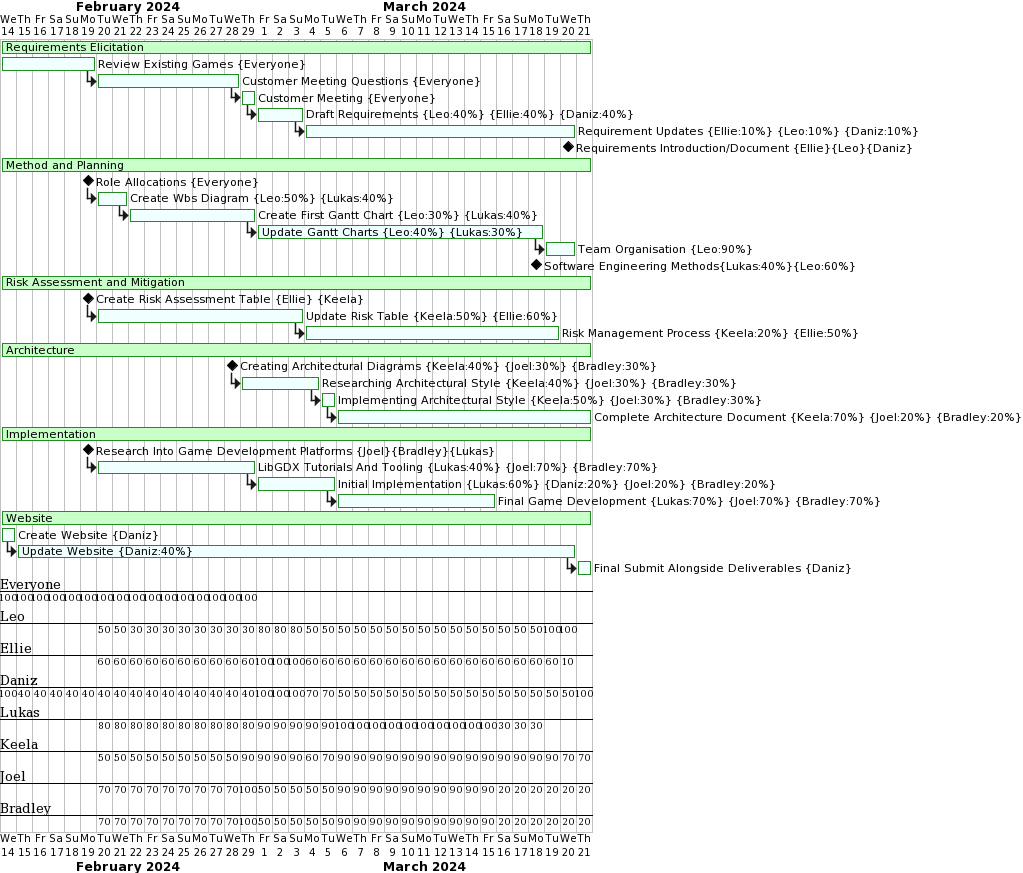 February 2024 March 2024
We Th Fr Sa Su Mo Tu We Th Fr Sa Su Mo Tu We Th Fr Sa Su Mo Tu We Th Fr Sa Su Mo Tu We Th Fr Sa Su Mo Tu We Th
14 15 16 17 18 19 20 21 22 23 24 25 26 27 28 29 1 2 3 4 5 6 7 8 9 10 11 12 13 14 15 16 17 18 19 20 21
Requirements Elicitation
Review Existing Games {Everyone}
Customer Meeting Questions {Everyone}
Customer Meeting {Everyone}
Draft Requirements {Leo:40%} {Ellie:40%} {Daniz:40%}
Requirement Updates {Ellie:10%} {Leo:10%} {Daniz:10%}
Requirements Introduction/Document {Ellie}{Leo}{Daniz}
Method and Planning
Role Allocations {Everyone}
Create Wbs Diagram {Leo:50%} {Lukas:40%}
Create First Gantt Chart {Leo:30%} {Lukas:40%}
Update Gantt Charts {Leo:40%} {Lukas:30%}
Team Organisation {Leo:90%}
Software Engineering Methods{Lukas:40%}{Leo:60%}
Risk Assessment and Mitigation
Create Risk Assessment Table {Ellie} {Keela}
Update Risk Table {Keela:50%} {Ellie:60%}
Risk Management Process {Keela:20%} {Ellie:50%}
Architecture
Creating Architectural Diagrams {Keela:40%} {Joel:30%} {Bradley:30%}
Researching Architectural Style {Keela:40%} {Joel:30%} {Bradley:30%}
Implementing Architectural Style {Keela:50%} {Joel:30%} {Bradley:30%}
Complete Architecture Document {Keela:70%} {Joel:20%} {Bradley:20%}
Implementation
Research Into Game Development Platforms {Joel}{Bradley}{Lukas}
LibGDX Tutorials And Tooling {Lukas:40%} {Joel:70%} {Bradley:70%}
Initial Implementation {Lukas:60%} {Daniz:20%} {Joel:20%} {Bradley:20%}
Final Game Development {Lukas:70%} {Joel:70%} {Bradley:70%}
Website
Create Website {Daniz}
Update Website {Daniz:40%}
Final Submit Alongside Deliverables {Daniz}
Everyone
100 100 100 100 100 100 100 100 100 100 100 100 100 100 100 100
Leo
50 50 30 30 30 30 30 30 30 30 80 80 80 50 50 50 50 50 50 50 50 50 50 50 50 50 50 50 100 100
Ellie
60 60 60 60 60 60 60 60 60 60 100 100 100 60 60 60 60 60 60 60 60 60 60 60 60 60 60 60 60 10
Daniz
100 40 40 40 40 40 40 40 40 40 40 40 40 40 40 40 100 100 100 70 70 50 50 50 50 50 50 50 50 50 50 50 50 50 50 50 100
Lukas
80 80 80 80 80 80 80 80 80 80 90 90 90 90 90 100 100 100 100 100 100 100 100 100 100 30 30 30
Keela
50 50 50 50 50 50 50 50 50 90 90 90 90 60 70 90 90 90 90 90 90 90 90 90 90 90 90 90 90 70 70
Joel
70 70 70 70 70 70 70 70 70 100 50 50 50 50 50 90 90 90 90 90 90 90 90 90 90 20 20 20 20 20 20
Bradley
70 70 70 70 70 70 70 70 70 100 50 50 50 50 50 90 90 90 90 90 90 90 90 90 90 20 20 20 20 20 20
We Th Fr Sa Su Mo Tu We Th Fr Sa Su Mo Tu We Th Fr Sa Su Mo Tu We Th Fr Sa Su Mo Tu We Th Fr Sa Su Mo Tu We Th
14 15 16 17 18 19 20 21 22 23 24 25 26 27 28 29 1 2 3 4 5 6 7 8 9 10 11 12 13 14 15 16 17 18 19 20 21
February 2024 March 2024